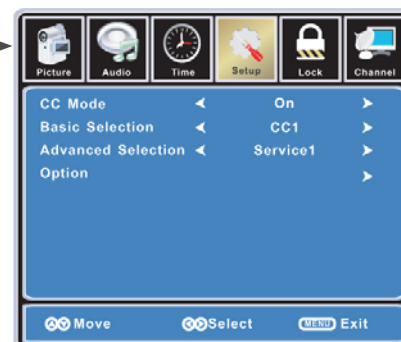 Picture Audio Time Setup Lock Channel
CC Mode On
Basic Selection CC1
Advanced Selection Service1
Option
Move Select MENU Exit